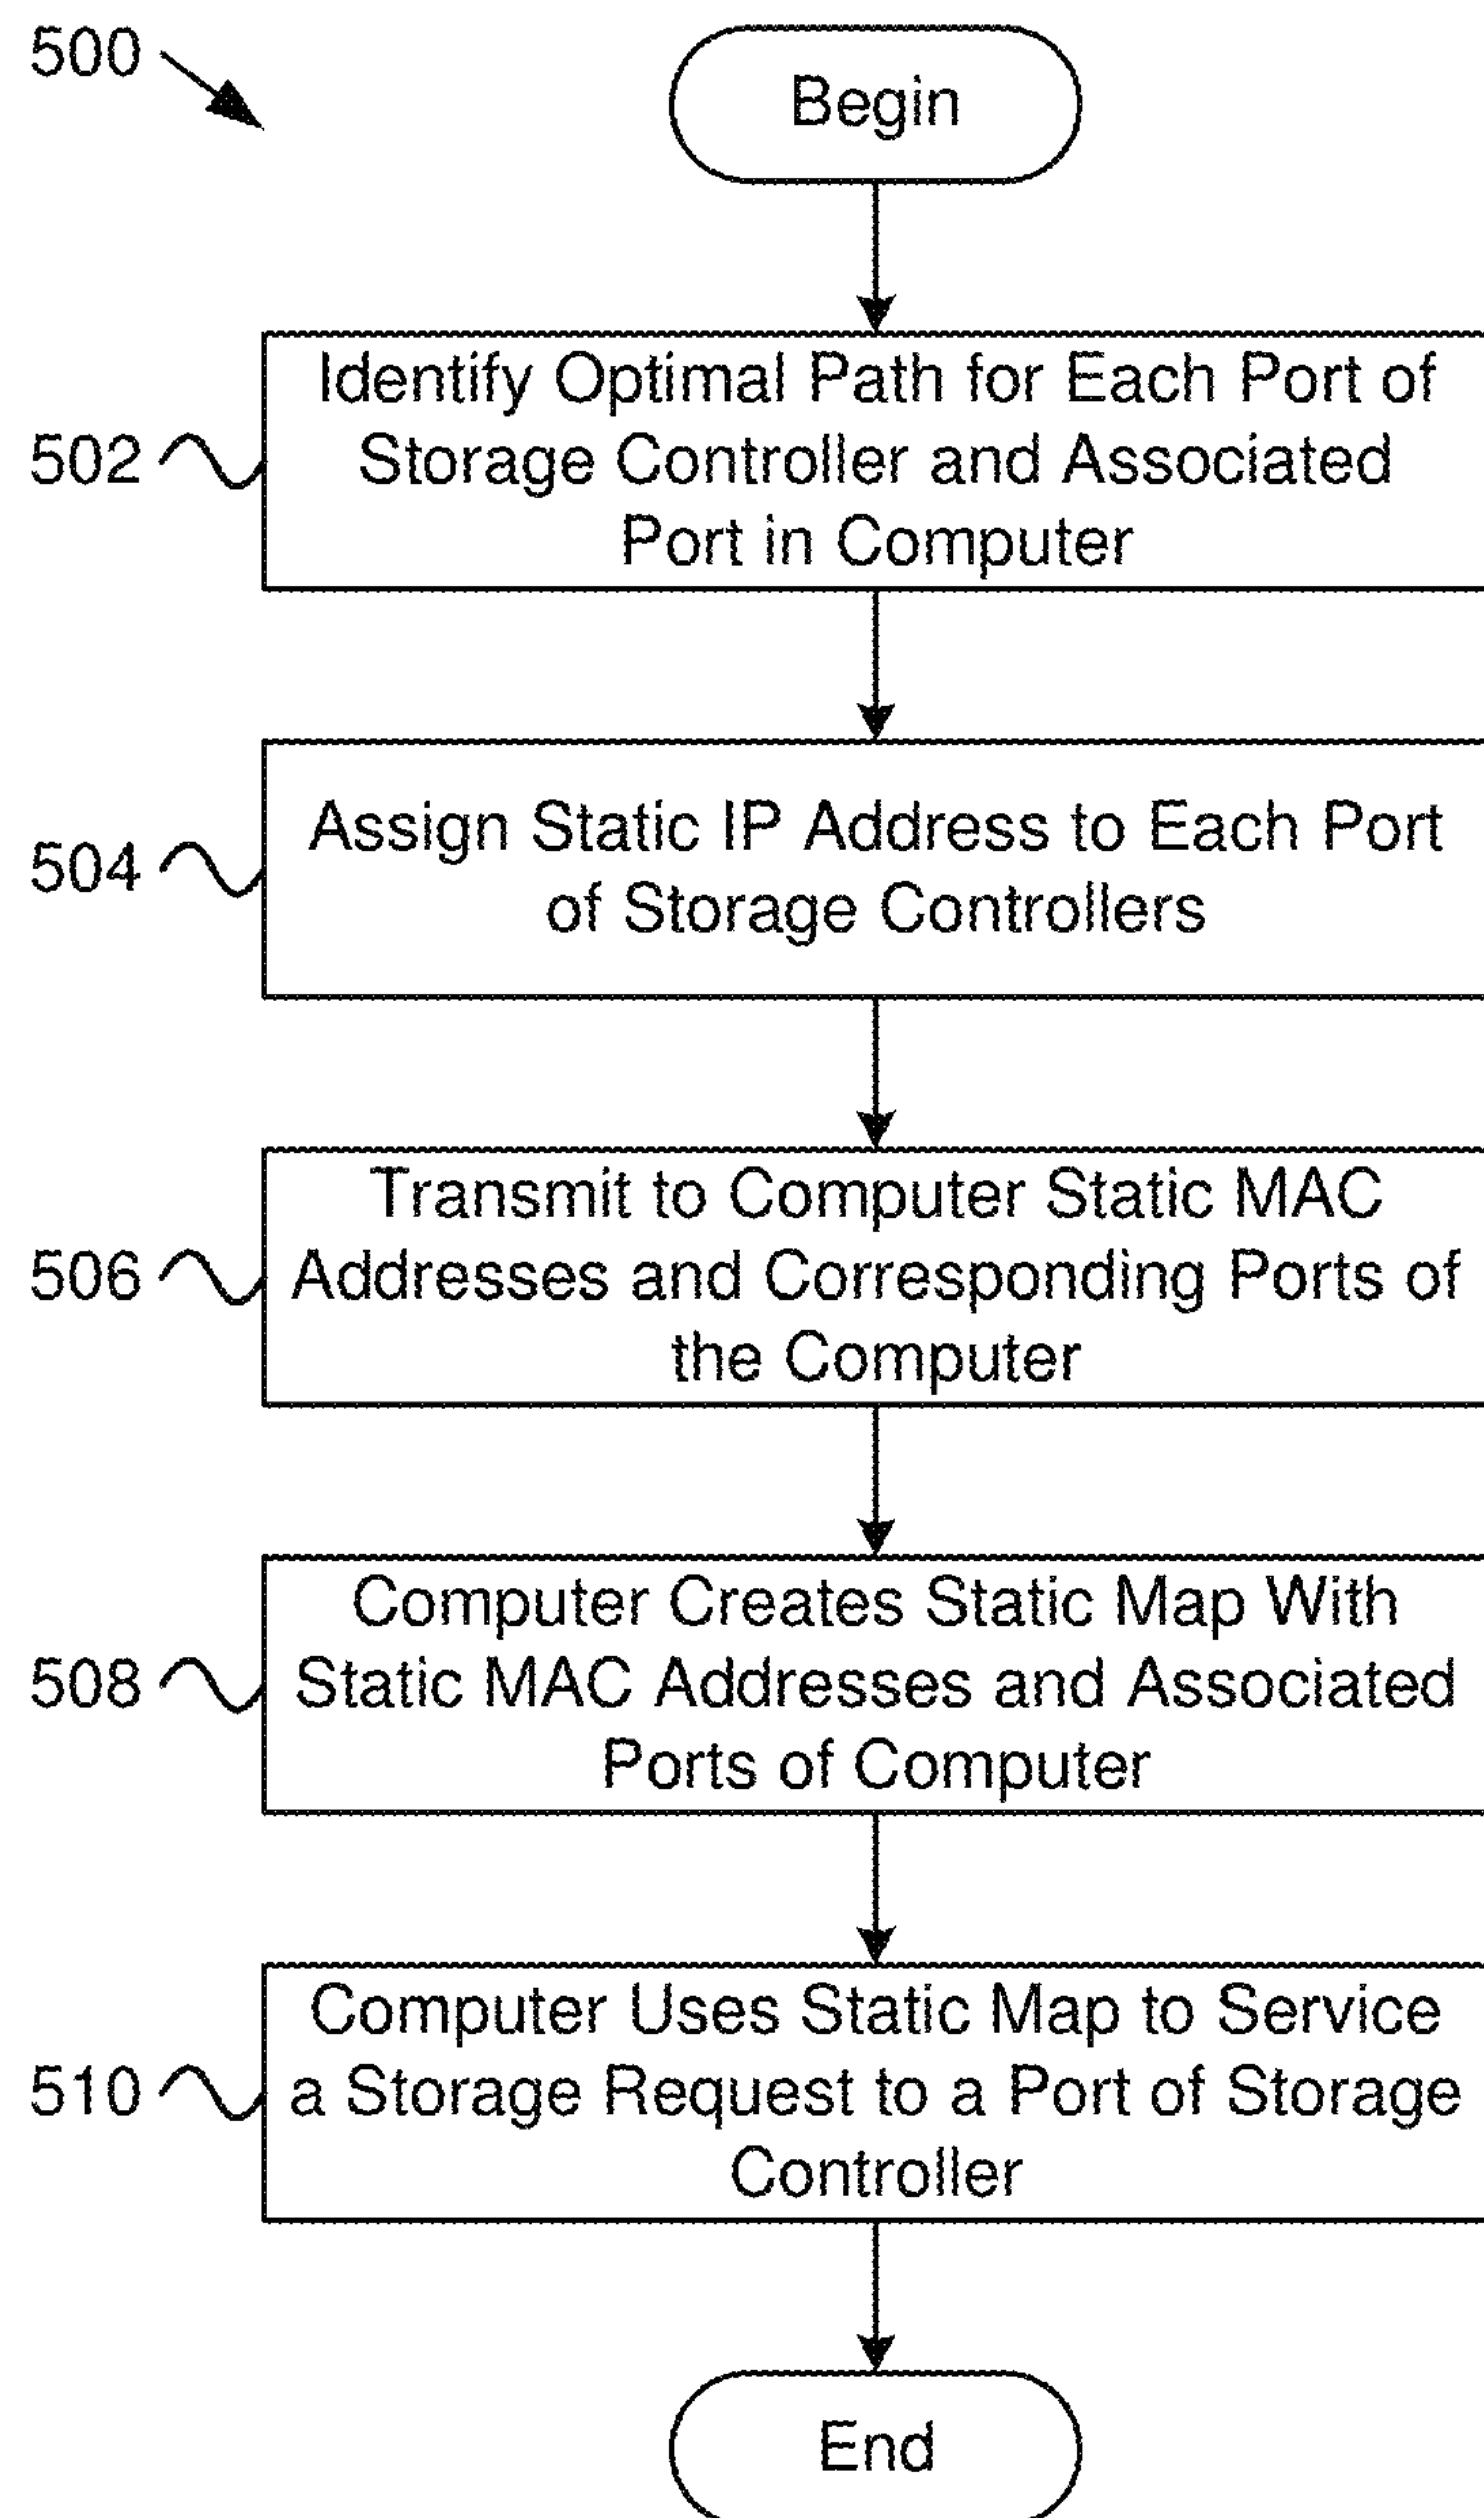 500
Begin
502
Identify Optimal Path for Each Port of
Storage Controller and Associated
Port in Computer
504
Assign Static IP Address to Each Port
of Storage Controllers
506
Transmit to Computer Static MAC
Addresses and Corresponding Ports of
the Computer
508
Computer Creates Static Map With
Static MAC Addresses and Associated
Ports of Computer
510
Computer Uses Static Map to Service
a Storage Request to a Port of Storage
Controller
End